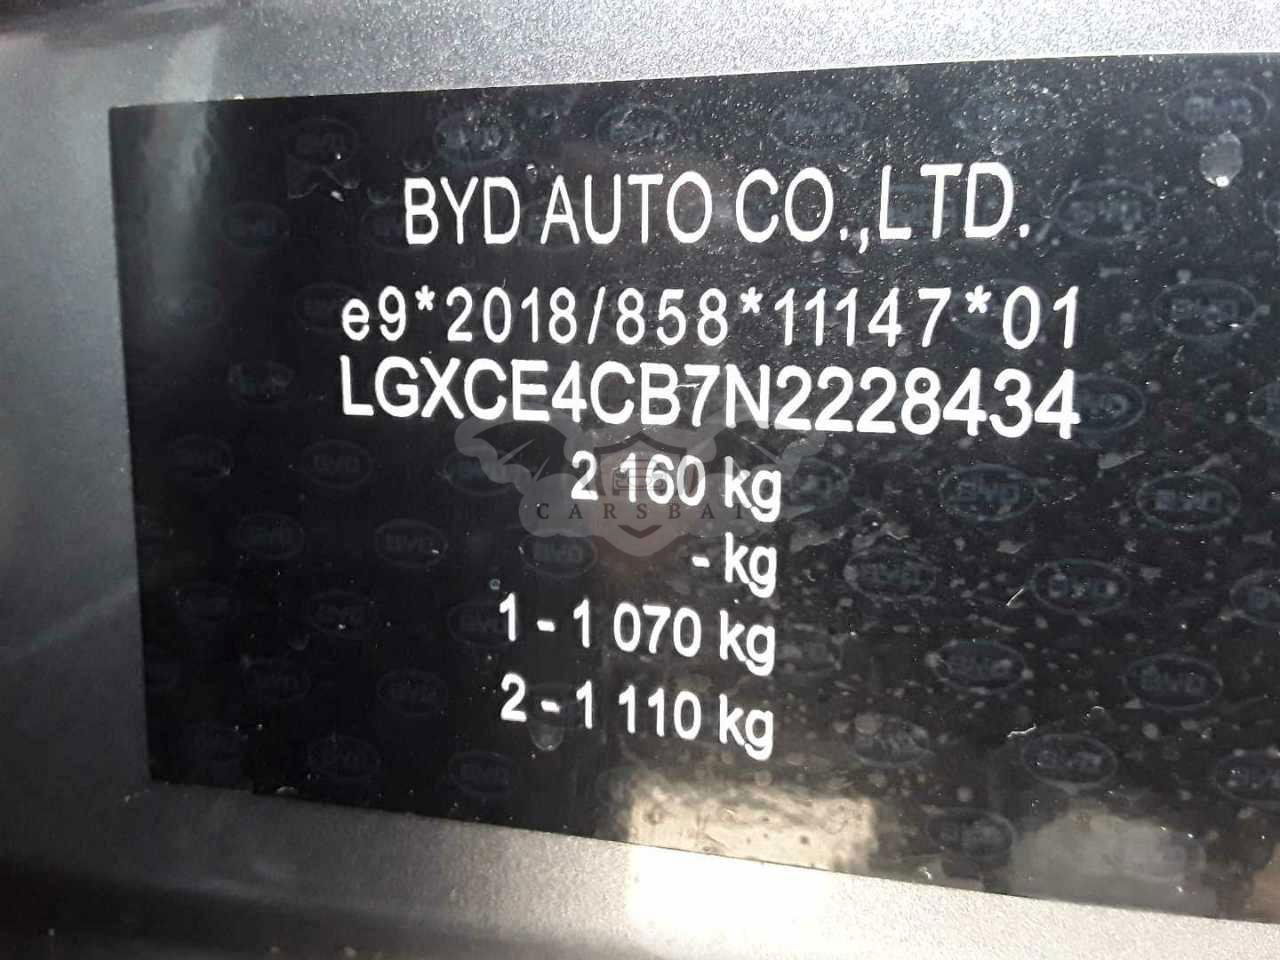 BYD AUTO CO.,LTD.
e9*2018/858*11147*01
LGXCE4CB7N2228434
2 160 kg
CARSBAT
- kg
1 - 1 070 kg
2 - 1 110 kg